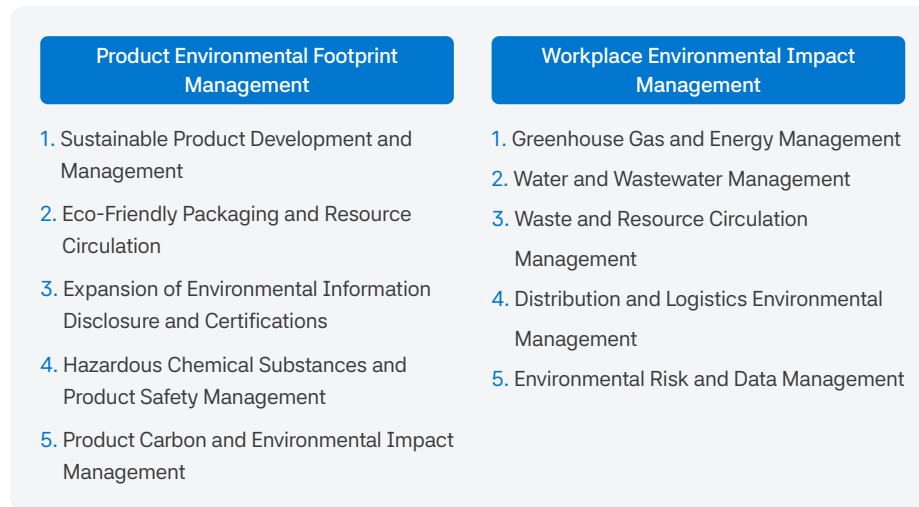 Product Environmental Footprint
Management
1. Sustainable Product Development and
Management
2. Eco-Friendly Packaging and Resource
Circulation
3. Expansion of Environmental Information
Disclosure and Certifications
4. Hazardous Chemical Substances and
Product Safety Management
5. Product Carbon and Environmental Impact
Management
Workplace Environmental Impact
Management
1. Greenhouse Gas and Energy Management
2. Water and Wastewater Management
3. Waste and Resource Circulation
Management
4. Distribution and Logistics Environmental
Management
5. Environmental Risk and Data Management